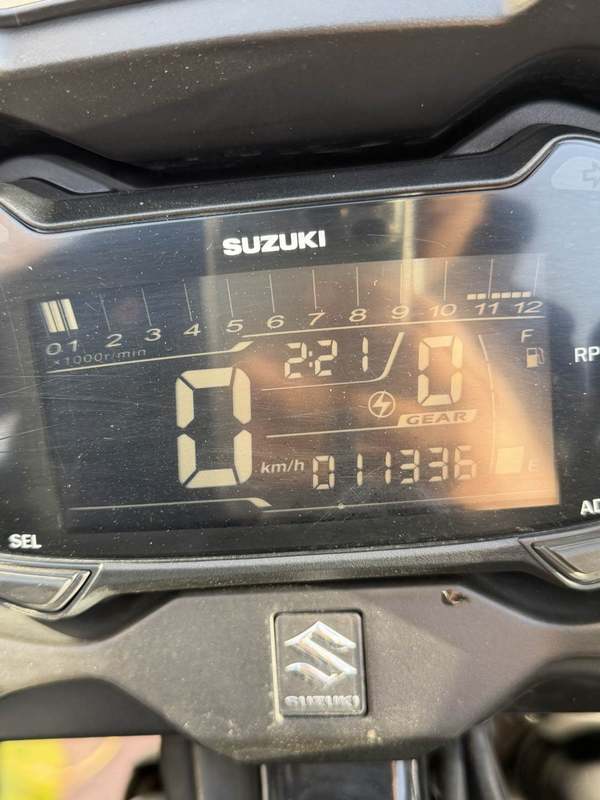 SUZUKI
0 1 2 3 4 5 6 7 8 9 10 11 12
×1000r/min
2:21
F
RP
0
0
GEAR
km/h
011336
E
SEL
AD
SUZUKI